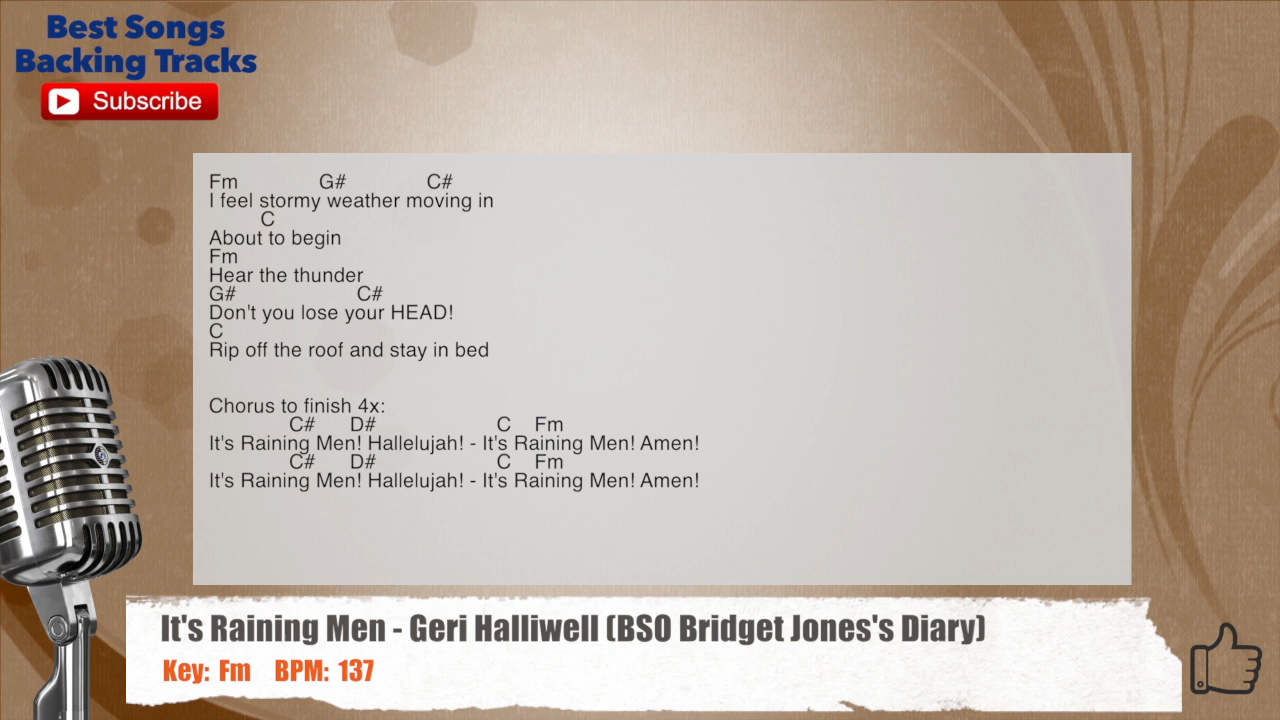 Best Songs
Backing Tracks
Subscribe
Fm G# C#
I feel stormy weather moving in
C
About to begin
Fm
Hear the thunder
G# C#
Don't you lose your HEAD!
C
Rip off the roof and stay in bed
Chorus to finish 4x:
C# D# C Fm
It's Raining Men! Hallelujah! - It's Raining Men! Amen!
C# D# C Fm
It's Raining Men! Hallelujah! - It's Raining Men! Amen!
It's Raining Men - Geri Halliwell (BSO Bridget Jones's Diary)
Key: Fm BPM: 137